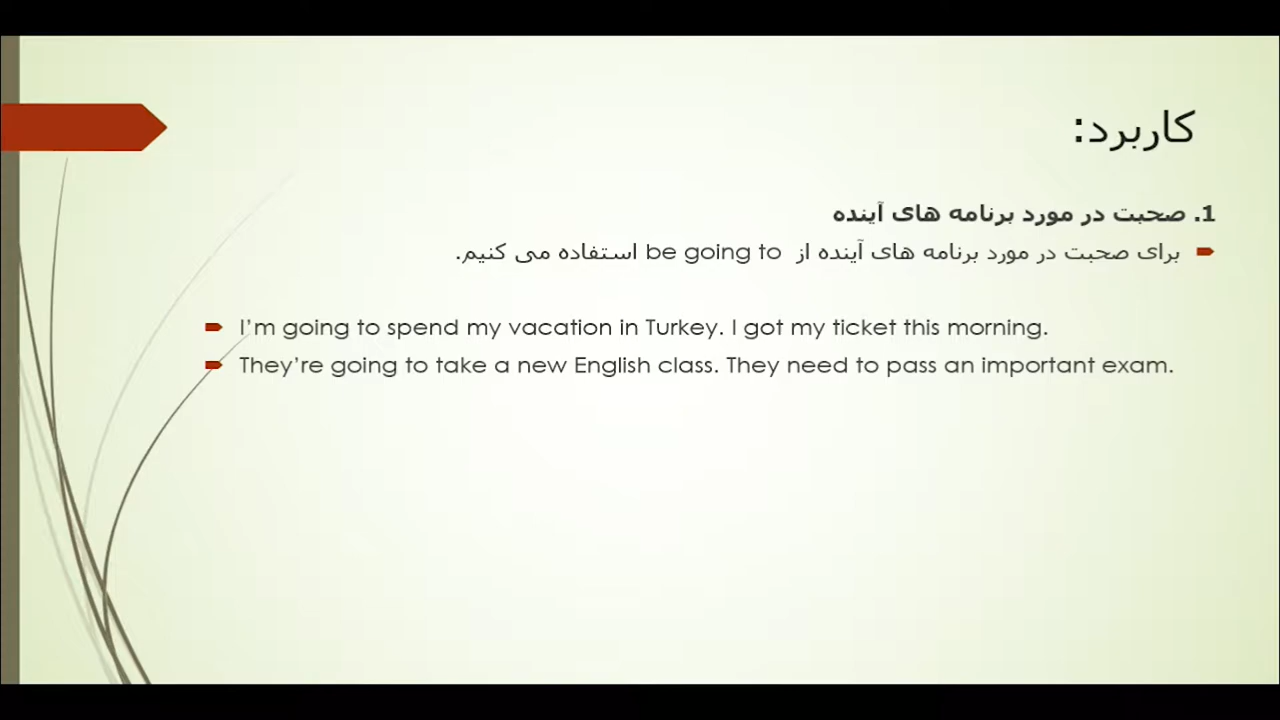 کاربرد:
1. صحبت در مورد برنامه های آینده
برای صحبت در مورد برنامه های آینده از be going to استفاده می کنیم.
I’m going to spend my vacation in Turkey. I got my ticket this morning.
They’re going to take a new English class. They need to pass an important exam.